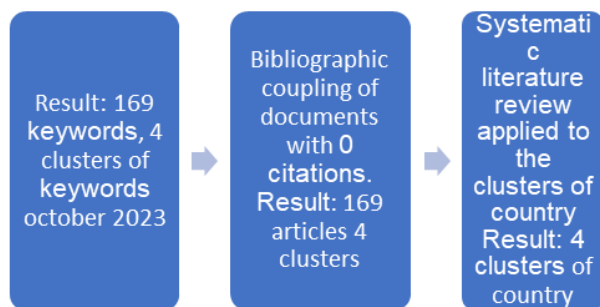 Result: 169
keywords, 4
clusters of
keywords
october 2023
Bibliographic
coupling of
documents
with 0
citations.
Result: 169
articles 4
clusters
Systemati
c
literature
review
applied to
the
clusters of
country
Result: 4
clusters of
country